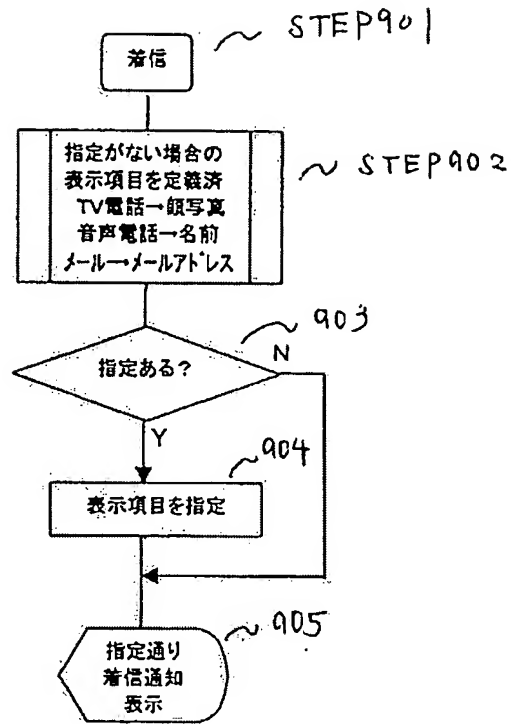 着信
STEP901
指定がない場合の
表示項目を定義済
TV電話→顔写真
音声電話→名前
メール→メールアドレス
STEP902
903
指定ある?
N
Y
904
表示項目を指定
905
指定通り
着信通知
表示